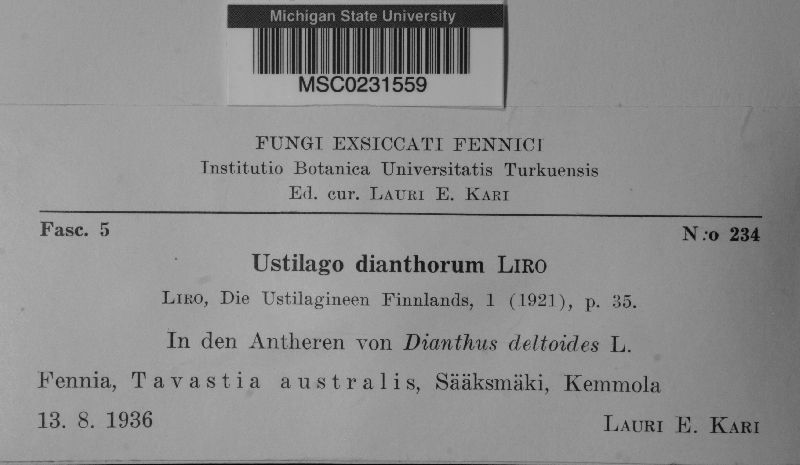 Michigan State University
MSC0231559
FUNGI EXSICCATI FENNICI
Institutio Botanica Universitatis Turkuensis
Ed. cur. LAURI E. KARI
Fasc. 5 N:o 234
Ustilago dianthorum LIRO
LIRO, Die Ustilagineen Finnlands, 1 (1921), p. 35.
In den Antheren von Dianthus deltoides L.
Fennia, Tavastia australis, Sääksmäki, Kemmola
13. 8. 1936 LAURI E. KARI